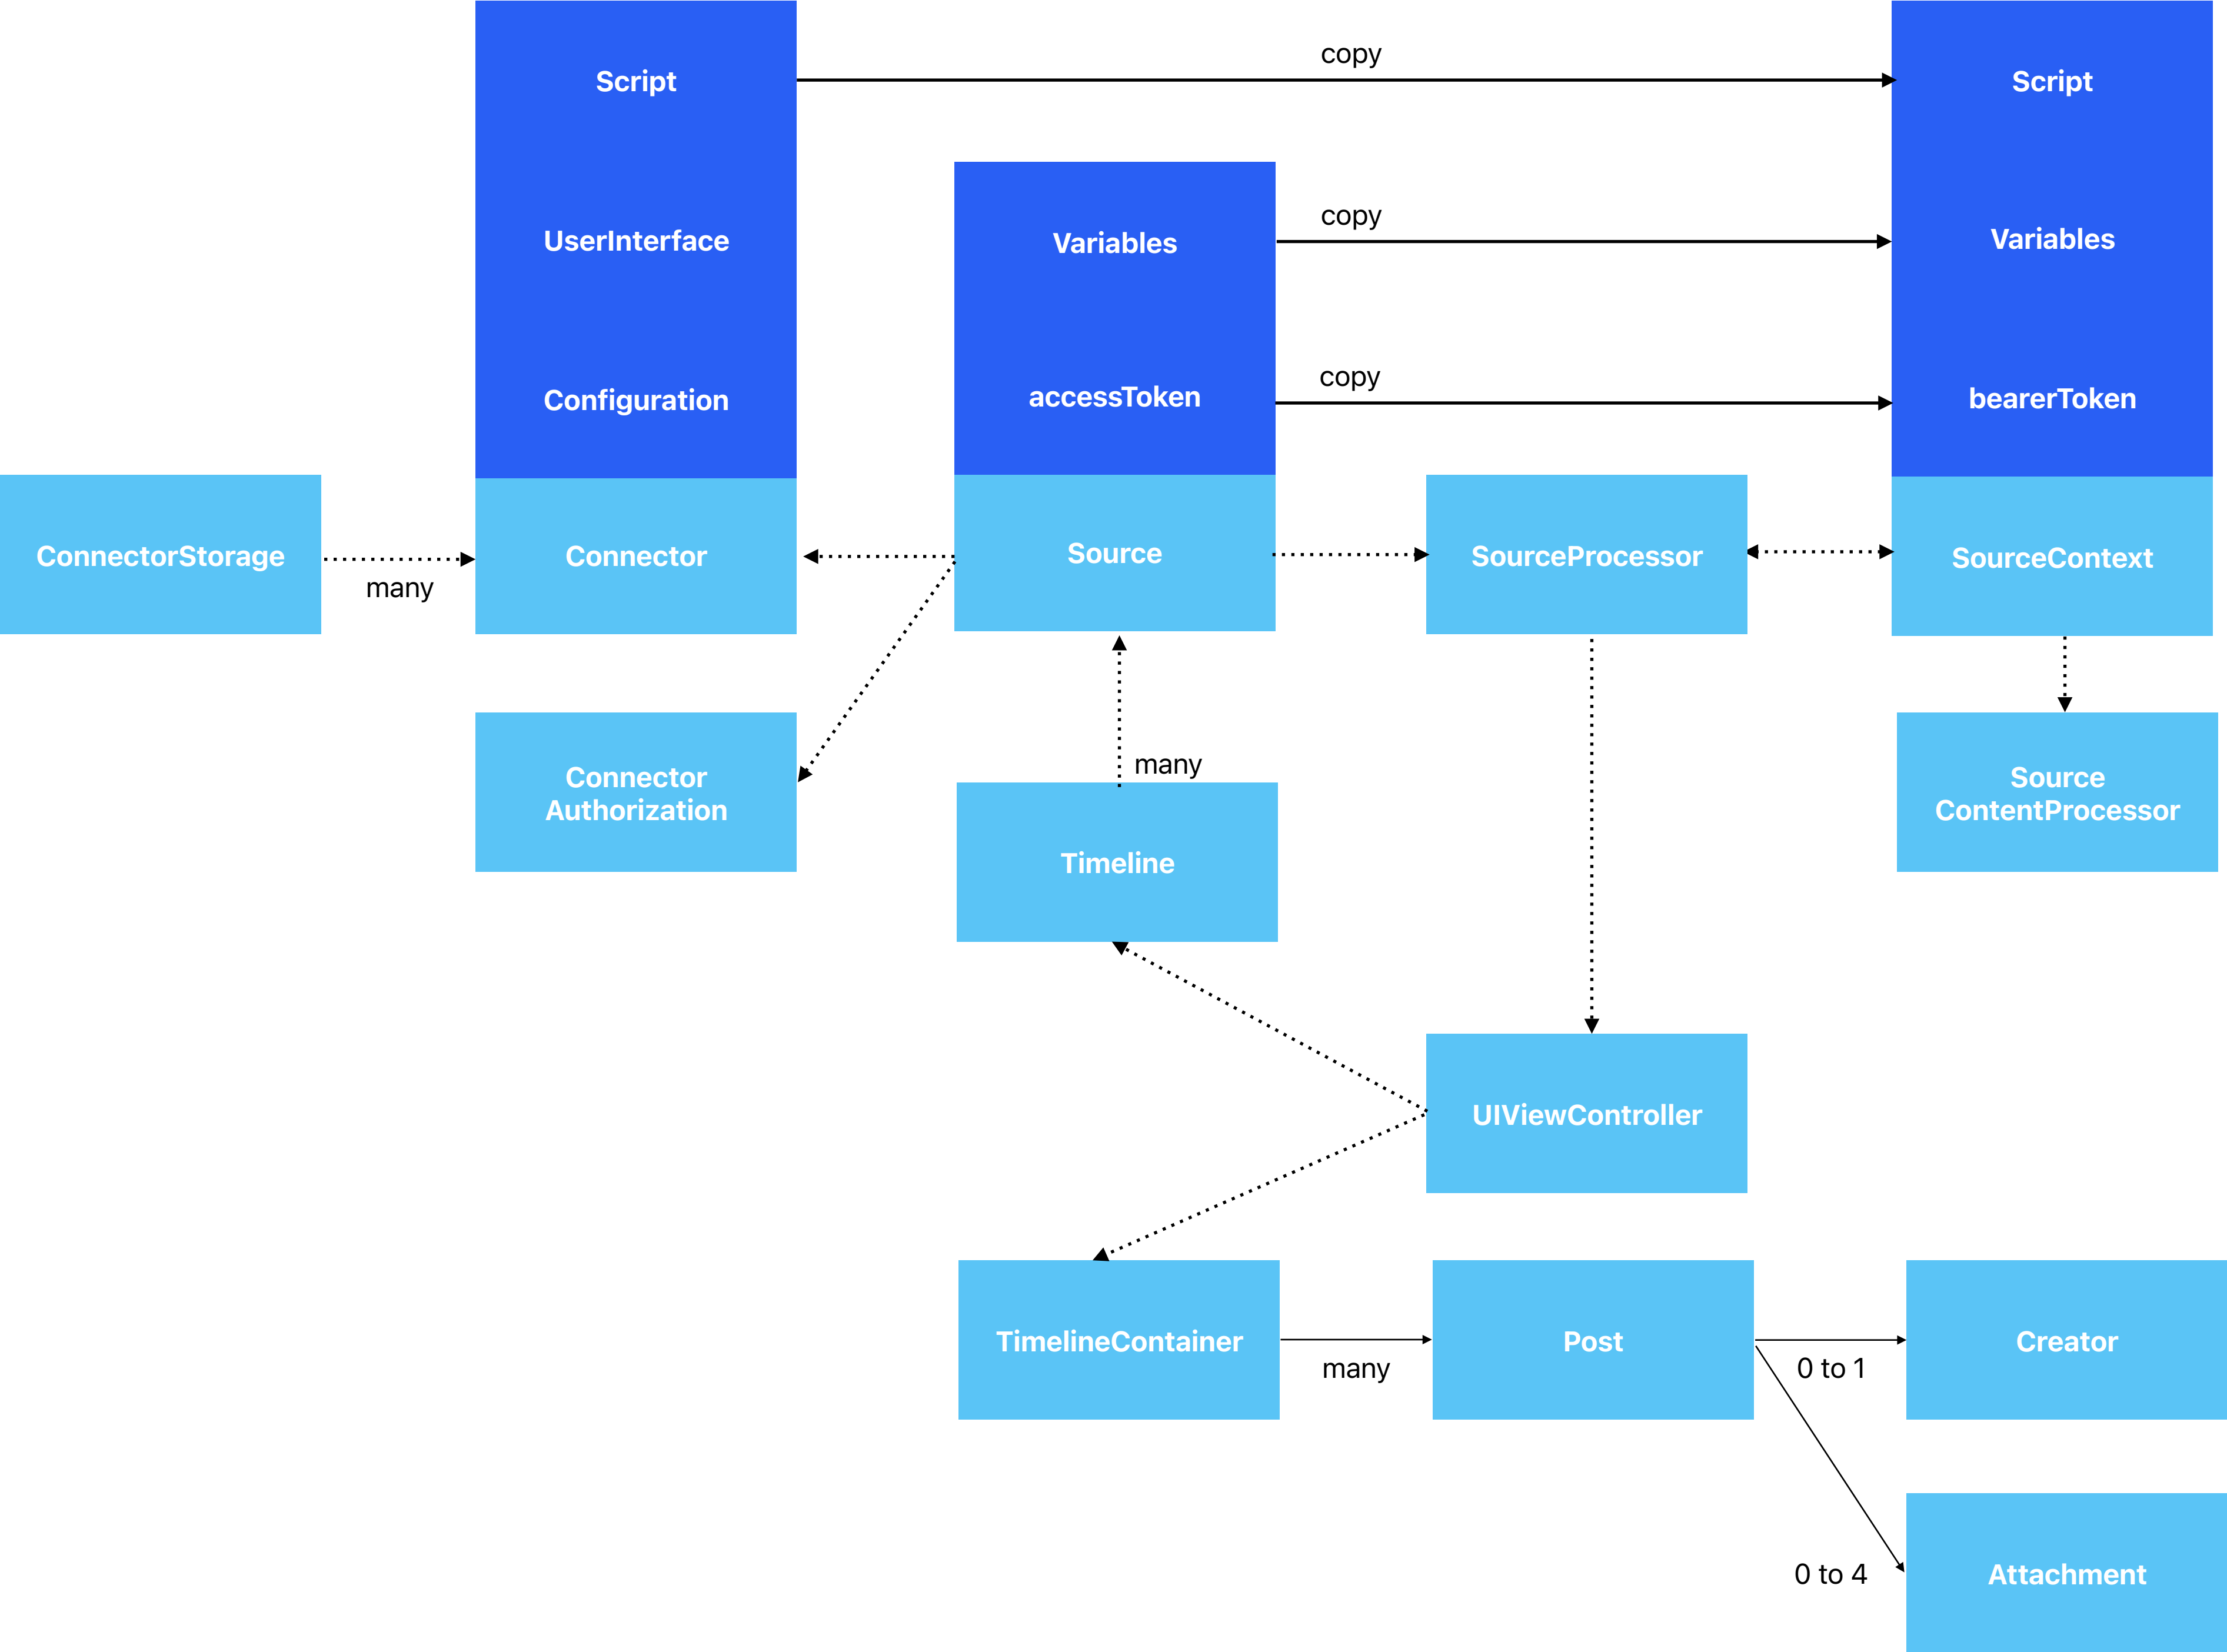 copy
Script
Script
copy
UserInterface
Variables
Variables
copy
Configuration
accessToken
bearerToken
ConnectorStorage
many
Connector
Source
SourceProcessor
SourceContext
Connector
Authorization
many
Timeline
Source
ContentProcessor
UIViewController
TimelineContainer
many
Post
0 to 1
Creator
0 to 4
Attachment